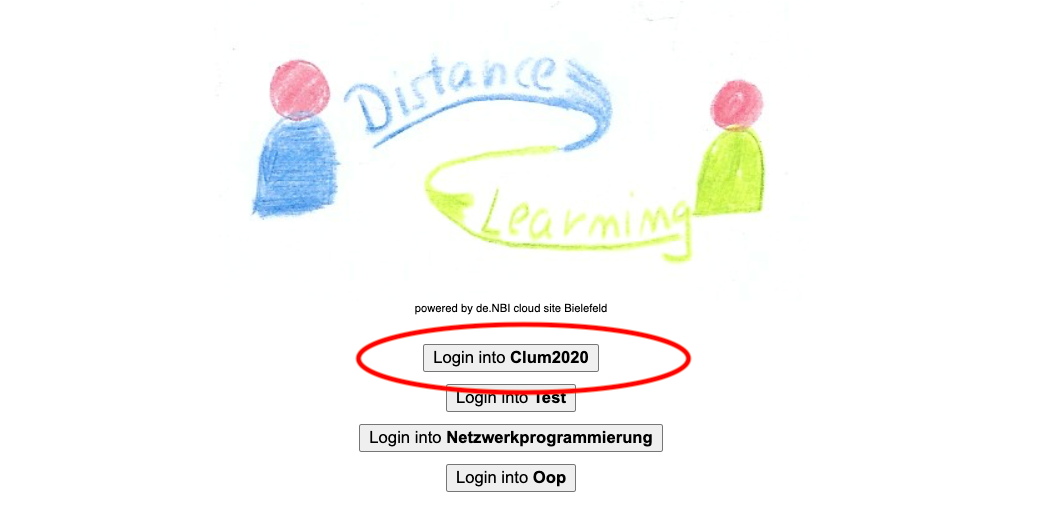 Distance
Learning
powered by de.NBI cloud site Bielefeld
Login into Clum2020
Login into Test
Login into Netzwerkprogrammierung
Login into Oop